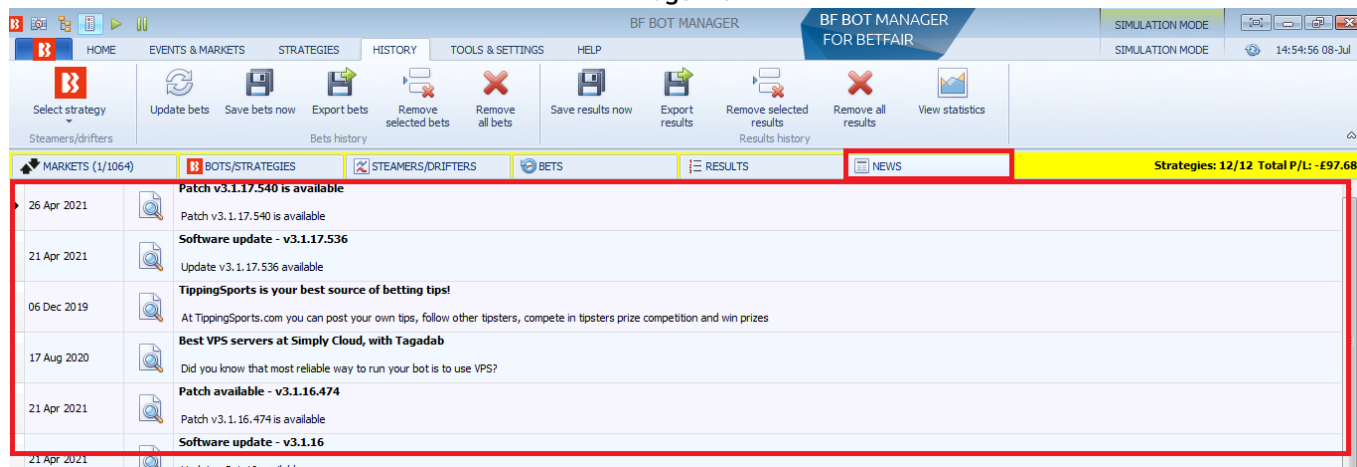 BF BOT MANAGER
BF BOT MANAGER
FOR BETFAIR
SIMULATION MODE
HOME EVENTS & MARKETS STRATEGIES HISTORY TOOLS & SETTINGS HELP
SIMULATION MODE 14:54:56 08-Jul
Select strategy
Update bets Save bets now Export bets Remove selected bets Remove all bets
Save results now Export results Remove selected results Remove all results View statistics
Steamers/drifters Bets history Results history
MARKETS (1/1064) BOTS/STRATEGIES STEAMERS/DRIFTERS BETS RESULTS NEWS Strategies: 12/12 Total P/L: -£97.68
Patch v3.1.17.540 is available
26 Apr 2021
Patch v3.1.17.540 is available
Software update - v3.1.17.536
21 Apr 2021
Update v3.1.17.536 available
TippingSports is your best source of betting tips!
06 Dec 2019
At TippingSports.com you can post your own tips, follow other tipsters, compete in tipsters prize competition and win prizes
Best VPS servers at Simply Cloud, with Tagadab
17 Aug 2020
Did you know that most reliable way to run your bot is to use VPS?
Patch available - v3.1.16.474
21 Apr 2021
Patch v3.1.16.474 is available
Software update - v3.1.16
21 Apr 2021